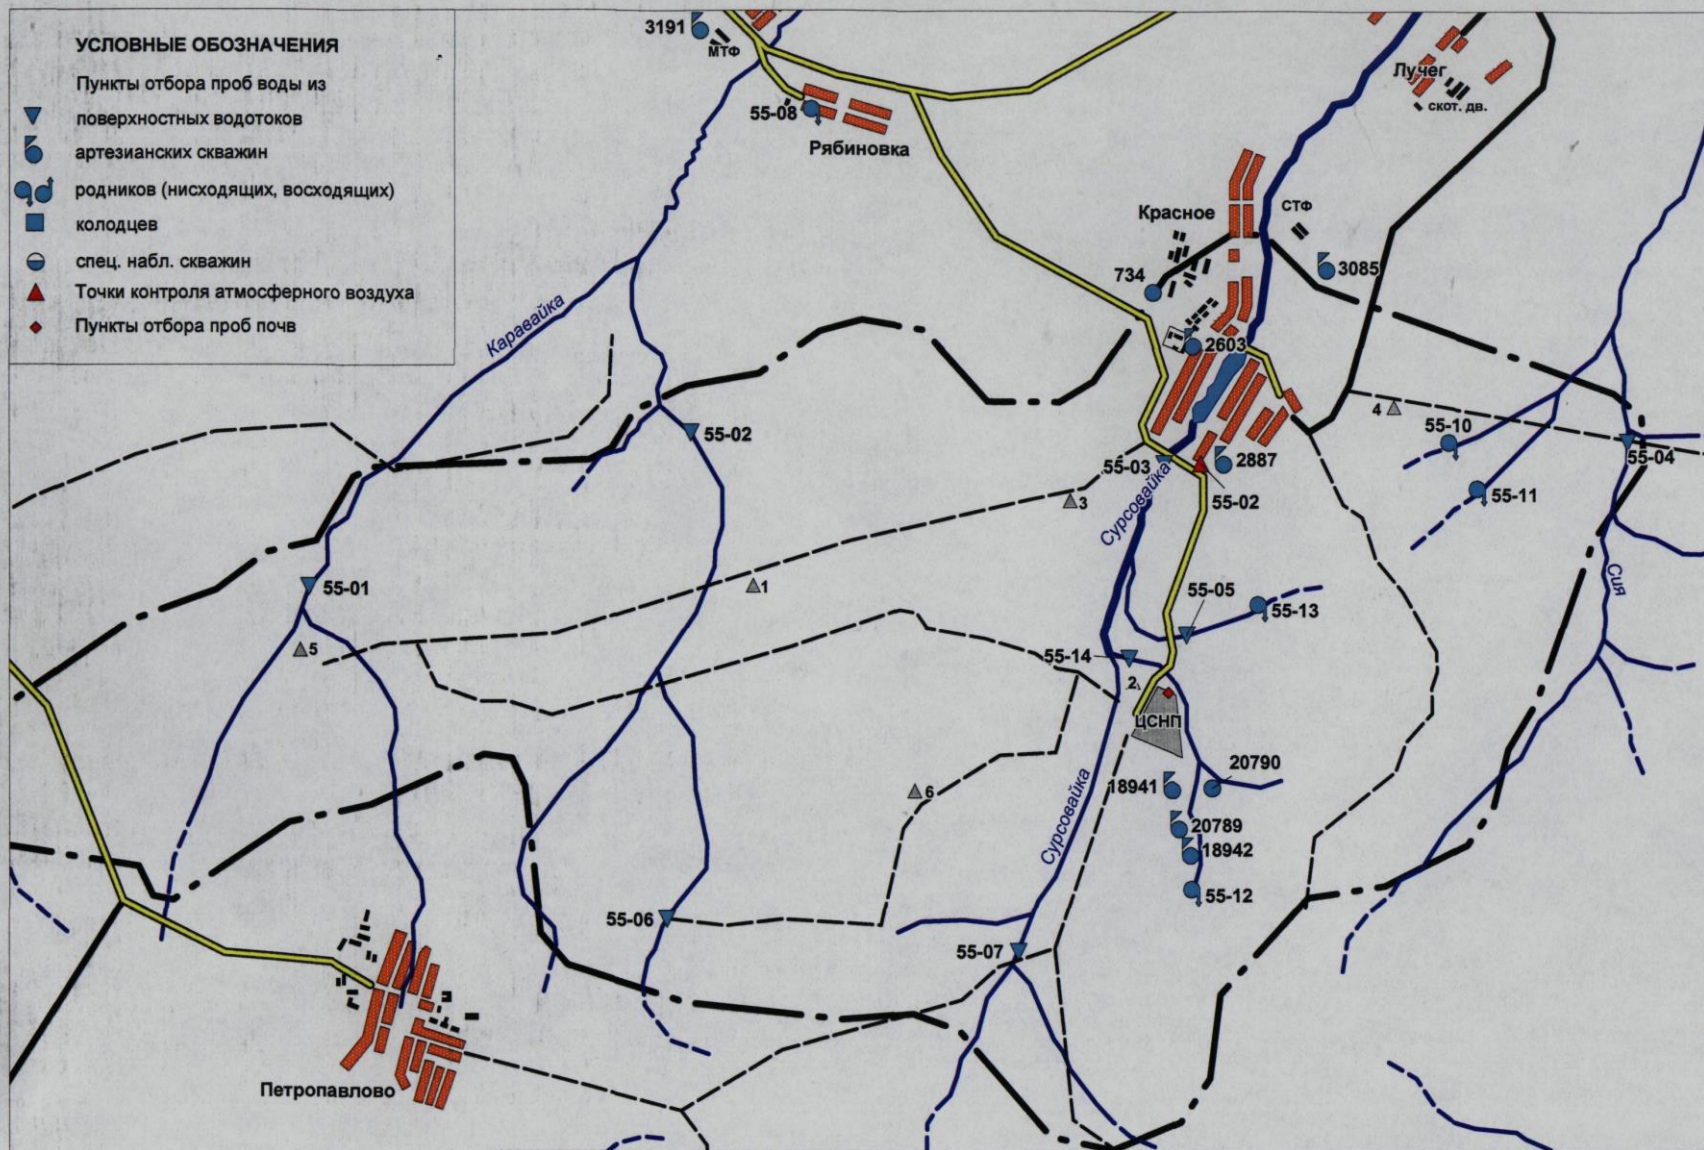 УСЛОВНЫЕ ОБОЗНАЧЕНИЯ
Пункты отбора проб воды из
поверхностных водотоков
артезианских скважин
родников (нисходящих, восходящих)
колодцев
спец. набл. скважин
Точки контроля атмосферного воздуха
Пункты отбора проб почв
3191
МТФ
55-08
Рябиновка
Лучег
скот. дв.
Красное
СТФ
734
3085
2603
Каравайка
4
55-10
55-02
55-03
2887
55-04
55-02
55-11
3
Сурсовайка
55-01
1
55-05
55-13
Сия
5
55-14
2
ЦСНП
20790
18941
6
20789
Сурсовайка
18942
55-12
55-06
55-07
Петропавлово